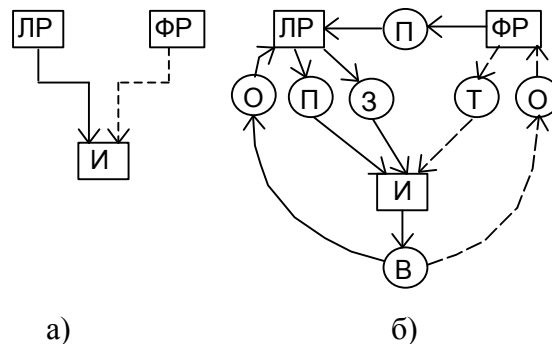 ЛР ФР
И
ЛР П ФР
О П З Т О
И
В
а) б)